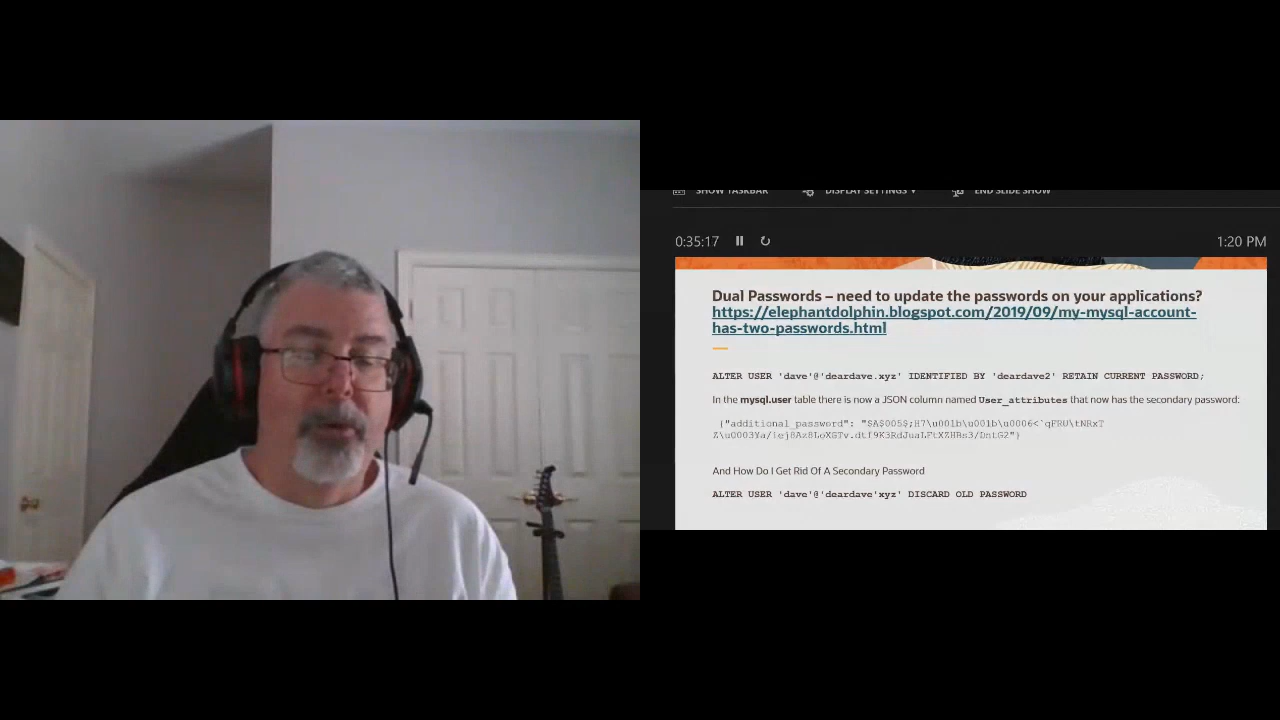 SHOW TASKBAR DISPLAY SETTINGS ▾ END SLIDE SHOW
0:35:17 1:20 PM
Dual Passwords – need to update the passwords on your applications?
https://elephantdolphin.blogspot.com/2019/09/my-mysql-account-
has-two-passwords.html
ALTER USER 'dave'@'deardave.xyz' IDENTIFIED BY 'deardave2' RETAIN CURRENT PASSWORD;
In the mysql.user table there is now a JSON column named User_attributes that now has the secondary password:
{"additional_password":
And How Do I Get Rid Of A Secondary Password
ALTER USER 'dave'@'deardave'xyz' DISCARD OLD PASSWORD